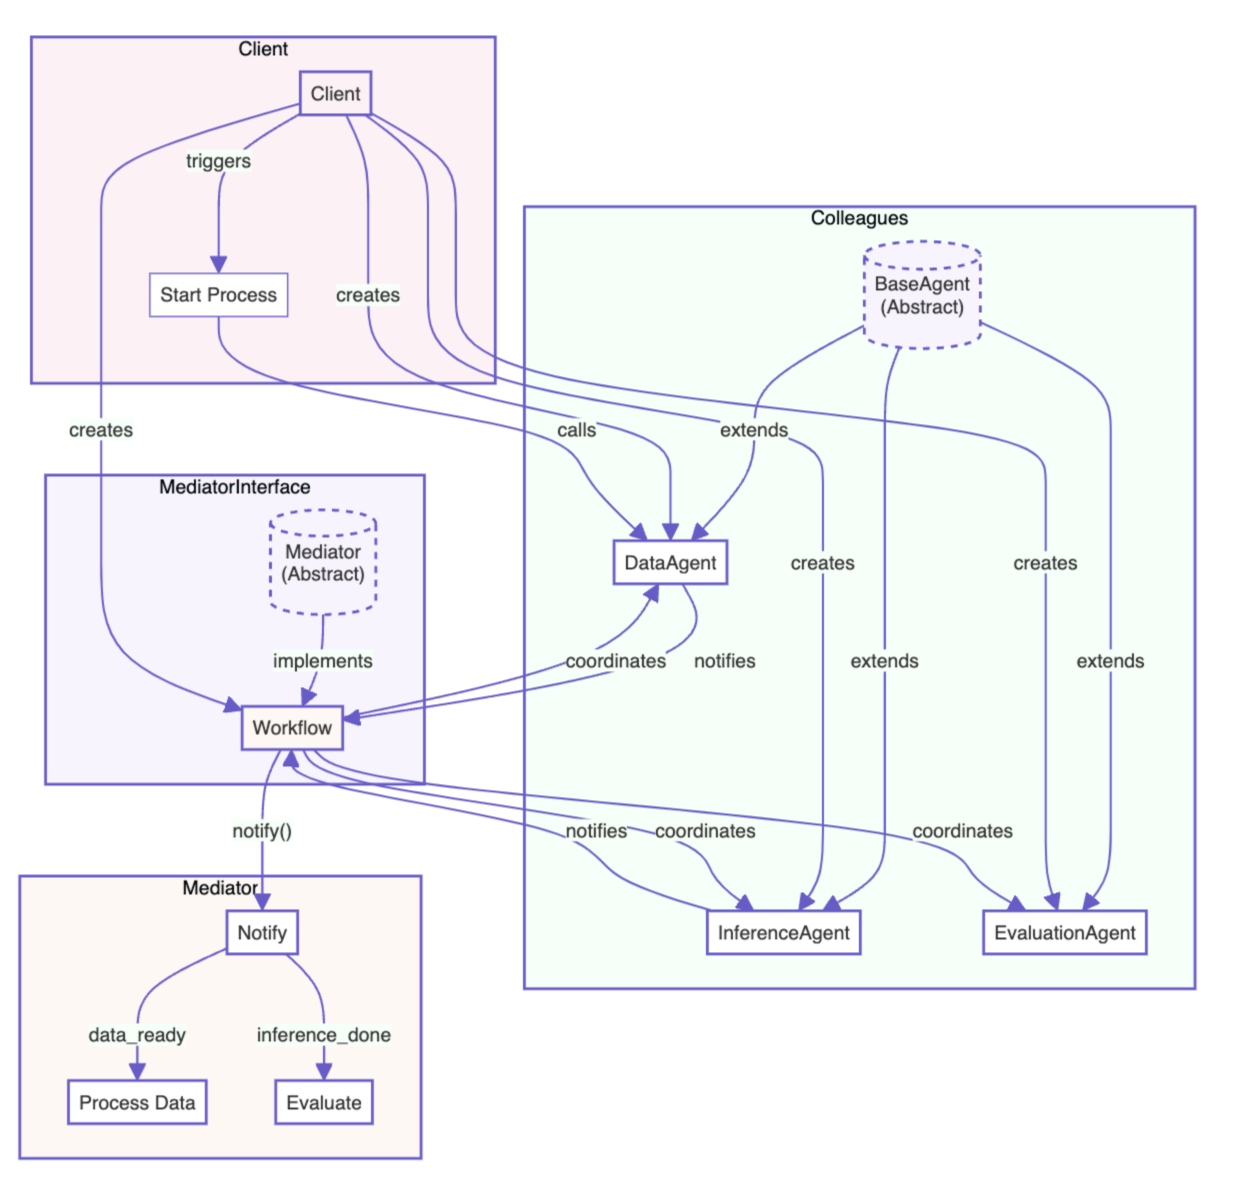 Client
Client
triggers
Start Process
creates
creates
Colleagues
BaseAgent
(Abstract)
calls
extends
MediatorInterface
Mediator
(Abstract)
DataAgent
creates
creates
implements
coordinates
notifies
extends
extends
Workflow
notify()
notifies
coordinates
coordinates
Mediator
Notify
InferenceAgent
EvaluationAgent
data_ready
inference_done
Process Data
Evaluate